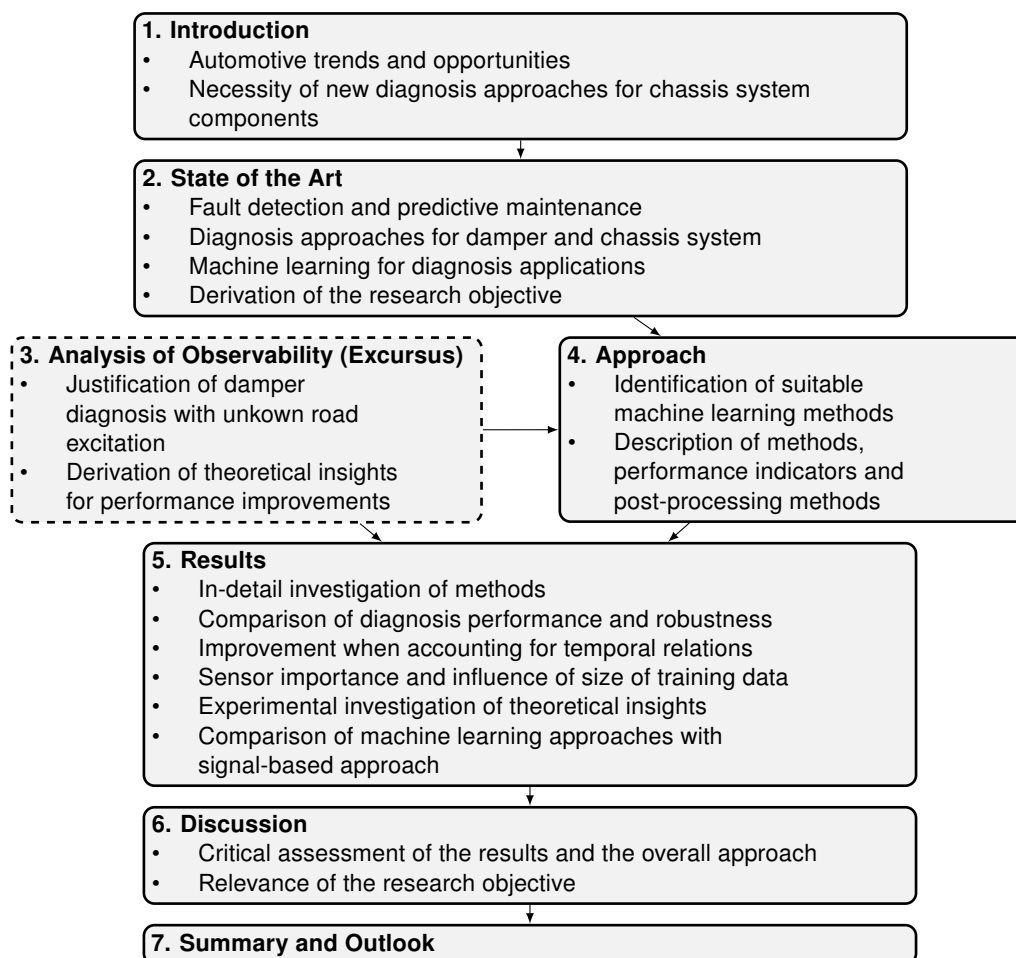 1. Introduction
• Automotive trends and opportunities
• Necessity of new diagnosis approaches for chassis system
components
2. State of the Art
• Fault detection and predictive maintenance
• Diagnosis approaches for damper and chassis system
• Machine learning for diagnosis applications
• Derivation of the research objective
3. Analysis of Observability (Excursus)
• Justification of damper
diagnosis with unkown road
excitation
• Derivation of theoretical insights
for performance improvements
4. Approach
• Identification of suitable
machine learning methods
• Description of methods,
performance indicators and
post-processing methods
5. Results
• In-detail investigation of methods
• Comparison of diagnosis performance and robustness
• Improvement when accounting for temporal relations
• Sensor importance and influence of size of training data
• Experimental investigation of theoretical insights
• Comparison of machine learning approaches with
signal-based approach
6. Discussion
• Critical assessment of the results and the overall approach
• Relevance of the research objective
7. Summary and Outlook